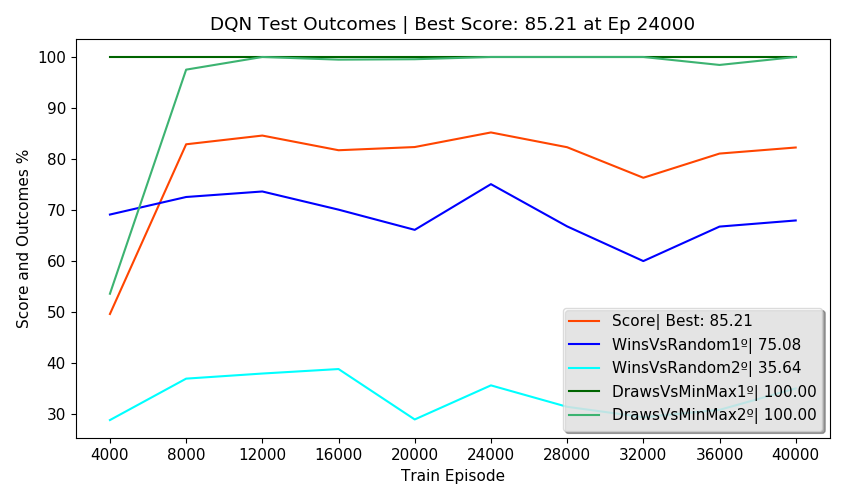 DQN Test Outcomes | Best Score: 85.21 at Ep 24000
Score and Outcomes %
100
90
80
70
60
50
40
30
Score| Best: 85.21
WinsVsRandom1º| 75.08
WinsVsRandom2º| 35.64
DrawsVsMinMax1º| 100.00
DrawsVsMinMax2º| 100.00
4000 8000 12000 16000 20000 24000 28000 32000 36000 40000
Train Episode